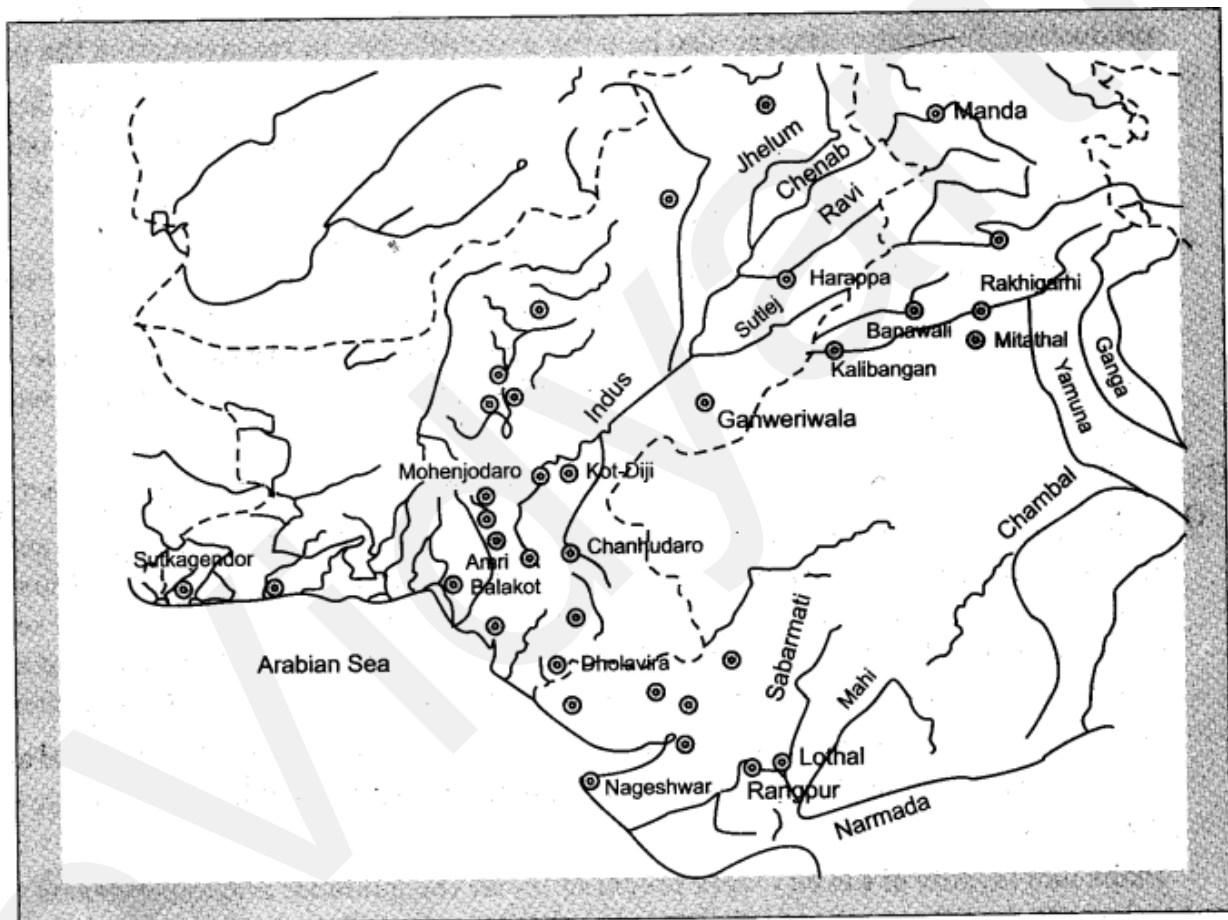 Manda
Jhelum
Chenab
Ravi
Harappa
Rakhigarhi
Sutlej
Banawali
Mitathal
Kalibangan
Ganga
Yamuna
Indus
Ganweriwala
Mohenjodaro
Kot-Diji
Chambal
Chanhudaro
Sutkagendor
Amri
Balakot
Arabian Sea
Dholavira
Sabarmati
Mahi
Lothal
Nageshwar
Rangpur
Narmada